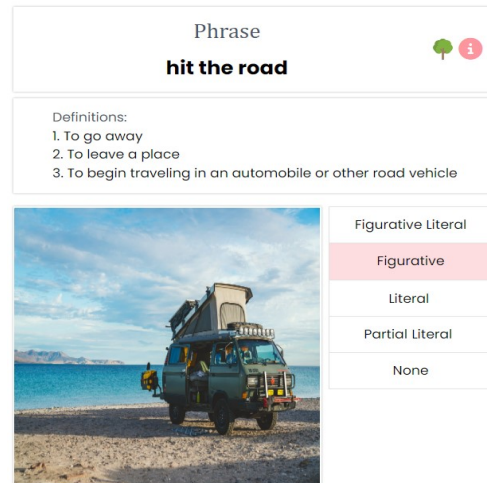 Phrase
hit the road
i
Definitions:
1. To go away
2. To leave a place
3. To begin traveling in an automobile or other road vehicle
Figurative Literal
Figurative
Literal
Partial Literal
None